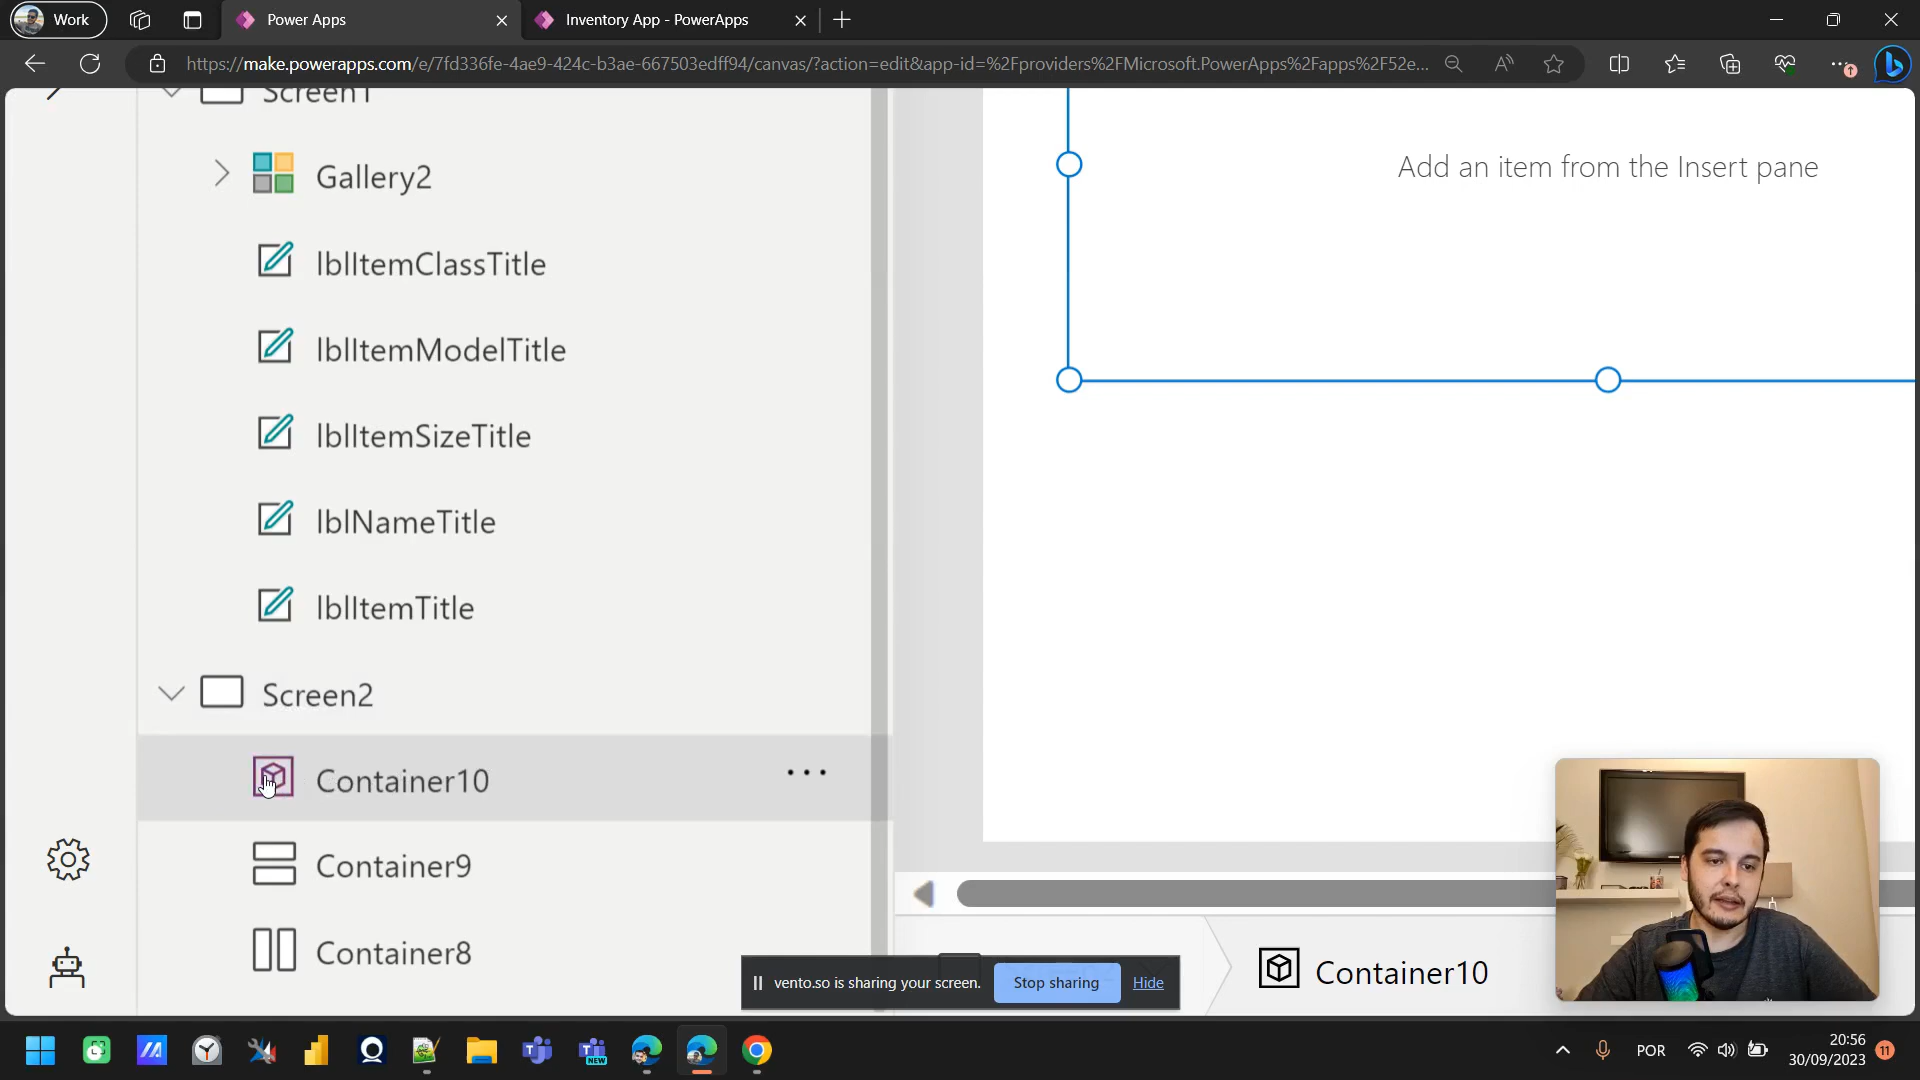 Work
Power Apps
Inventory App - PowerApps
https://make.powerapps.com/e/7fd336fe-4ae9-424c-b3ae-667503edff94/canvas/?action=edit&app-id=%2Fproviders%2FMicrosoft.PowerApps%2Fapps%2F52e...
Screen1
Gallery2
lblItemClassTitle
lblItemModelTitle
lblItemSizeTitle
lblNameTitle
lblItemTitle
Screen2
Container10
Container9
Container8
Add an item from the Insert pane
Container10
vento.so is sharing your screen.
Stop sharing
Hide
NEW
POR
20:56
30/09/2023
11